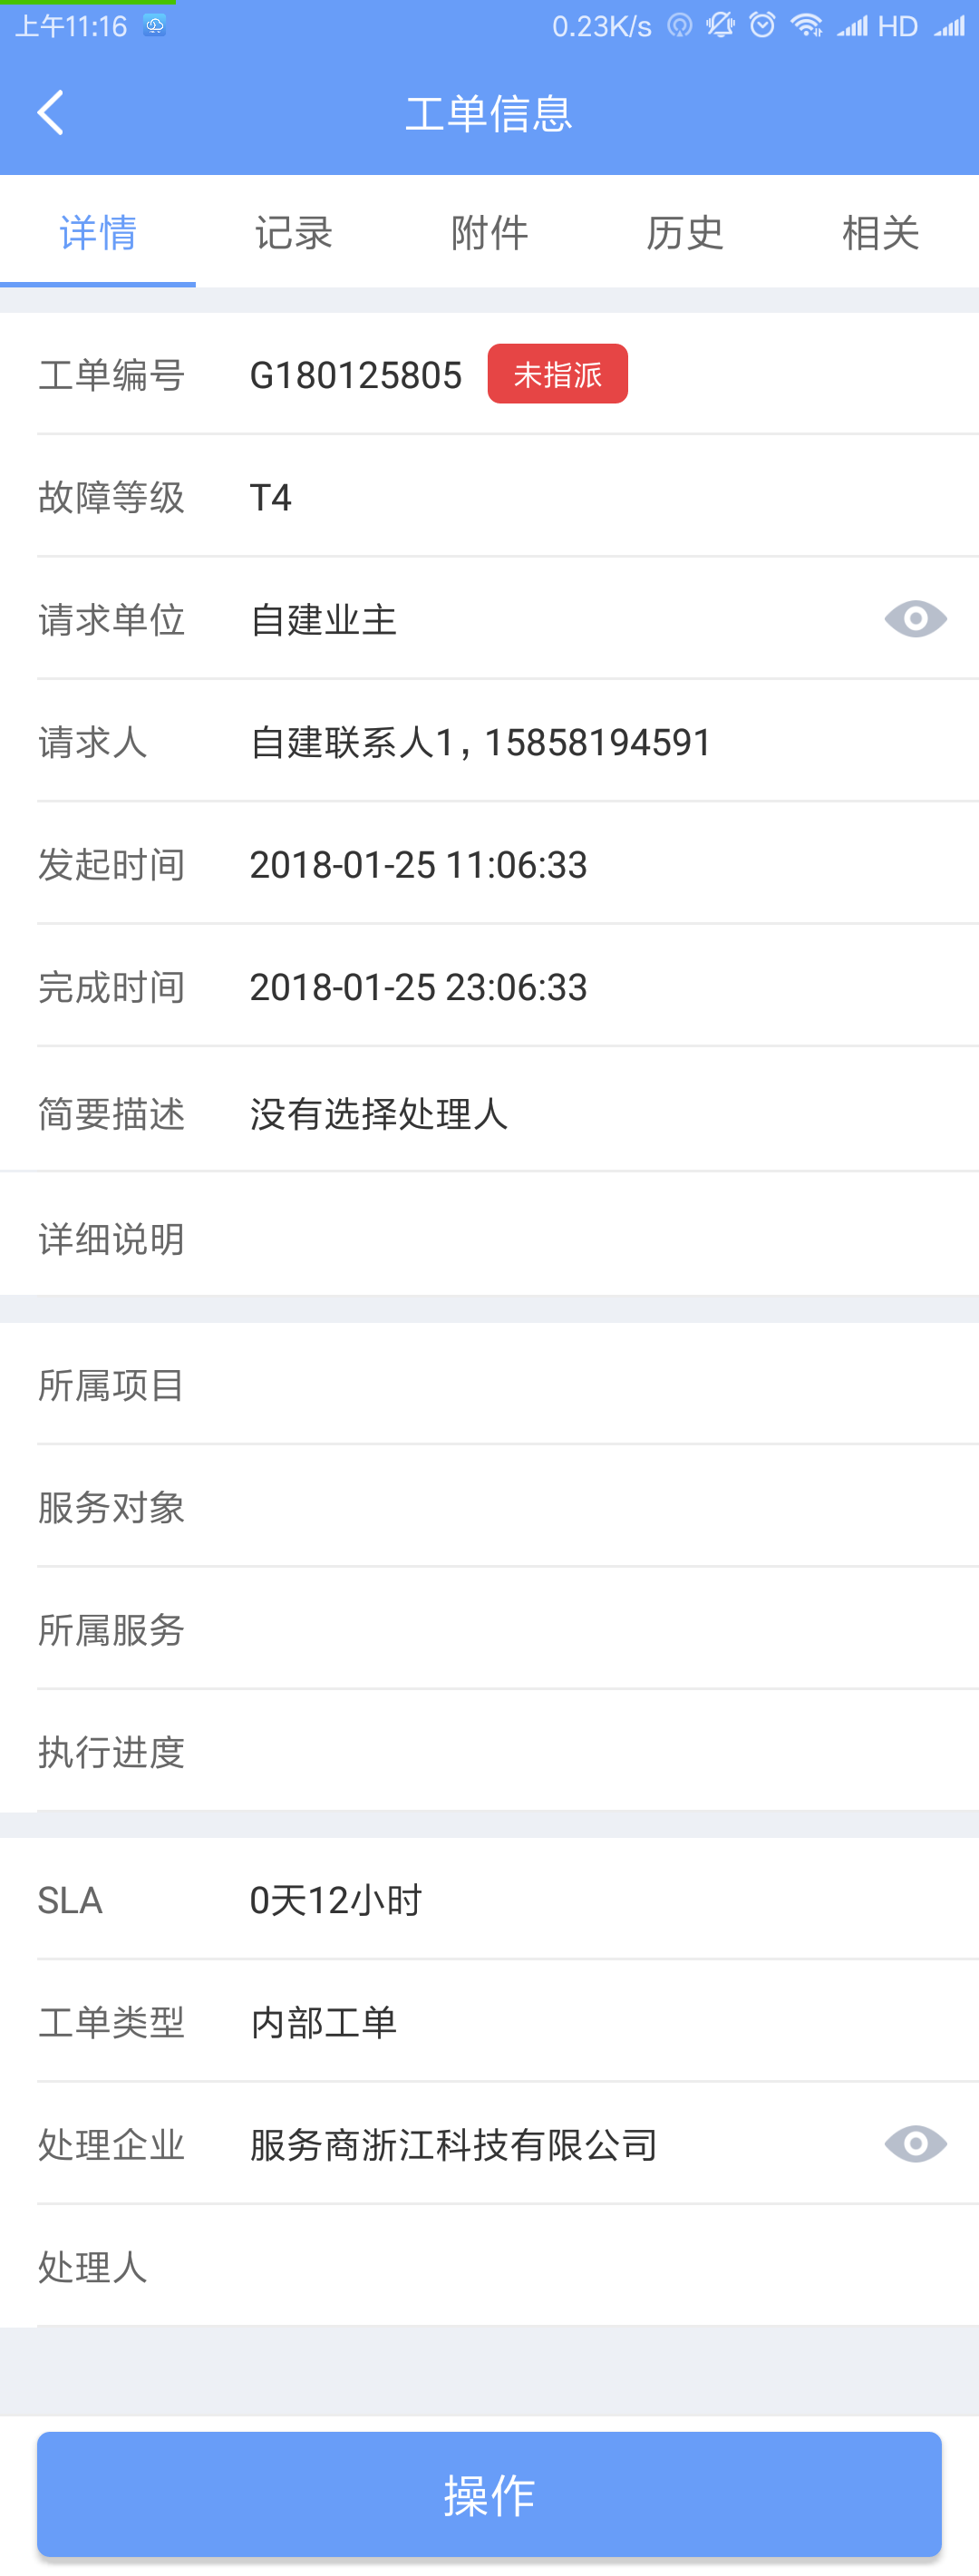 上午11:16 0.23K/s HD
工单信息
详情 记录 附件 历史 相关
工单编号 G180125805 未指派
故障等级 T4
请求单位 自建业主
请求人 自建联系人1，15858194591
发起时间 2018-01-25 11:06:33
完成时间 2018-01-25 23:06:33
简要描述 没有选择处理人
详细说明
所属项目
服务对象
所属服务
执行进度
SLA 0天12小时
工单类型 内部工单
处理企业 服务商浙江科技有限公司
处理人
操作